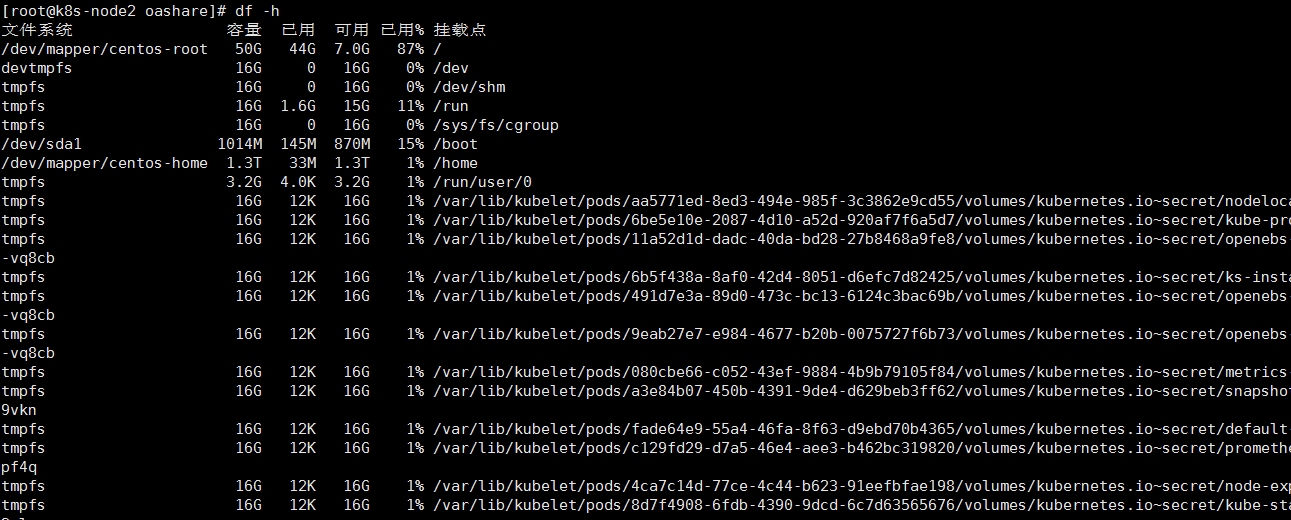 [root@k8s-node2 oashare]# df -h
文件系统 容量 已用 可用 已用% 挂载点
/dev/mapper/centos-root 50G 44G 7.0G 87% /
devtmpfs 16G 0 16G 0% /dev
tmpfs 16G 0 16G 0% /dev/shm
tmpfs 16G 1.6G 15G 11% /run
tmpfs 16G 0 16G 0% /sys/fs/cgroup
/dev/sda1 1014M 145M 870M 15% /boot
/dev/mapper/centos-home 1.3T 33M 1.3T 1% /home
tmpfs 3.2G 4.0K 3.2G 1% /run/user/0
tmpfs 16G 12K 16G 1% /var/lib/kubelet/pods/aa5771ed-8ed3-494e-985f-3c3862e9cd55/volumes/kubernetes.io~secret/nodeloca
tmpfs 16G 12K 16G 1% /var/lib/kubelet/pods/6be5e10e-2087-4d10-a52d-920af7f6a5d7/volumes/kubernetes.io~secret/kube-pro
tmpfs 16G 12K 16G 1% /var/lib/kubelet/pods/11a52d1d-dadc-40da-bd28-27b8468a9fe8/volumes/kubernetes.io~secret/openebs-
-vq8cb
tmpfs 16G 12K 16G 1% /var/lib/kubelet/pods/6b5f438a-8af0-42d4-8051-d6efc7d82425/volumes/kubernetes.io~secret/ks-insta
tmpfs 16G 12K 16G 1% /var/lib/kubelet/pods/491d7e3a-89d0-473c-bc13-6124c3bac69b/volumes/kubernetes.io~secret/openebs-
-vq8cb
tmpfs 16G 12K 16G 1% /var/lib/kubelet/pods/9eab27e7-e984-4677-b20b-0075727f6b73/volumes/kubernetes.io~secret/openebs-
-vq8cb
tmpfs 16G 12K 16G 1% /var/lib/kubelet/pods/080cbe66-c052-43ef-9884-4b9b79105f84/volumes/kubernetes.io~secret/metrics-
tmpfs 16G 12K 16G 1% /var/lib/kubelet/pods/a3e84b07-450b-4391-9de4-d629beb3ff62/volumes/kubernetes.io~secret/snapshot
9vkn
tmpfs 16G 12K 16G 1% /var/lib/kubelet/pods/fade64e9-55a4-46fa-8f63-d9ebd70b4365/volumes/kubernetes.io~secret/default-
tmpfs 16G 12K 16G 1% /var/lib/kubelet/pods/c129fd29-d7a5-46e4-aee3-b462bc319820/volumes/kubernetes.io~secret/promethe
pf4q
tmpfs 16G 12K 16G 1% /var/lib/kubelet/pods/4ca7c14d-77ce-4c44-b623-91eefbfae198/volumes/kubernetes.io~secret/node-exp
tmpfs 16G 12K 16G 1% /var/lib/kubelet/pods/8d7f4908-6fdb-4390-9dcd-6c7d63565676/volumes/kubernetes.io~secret/kube-sta